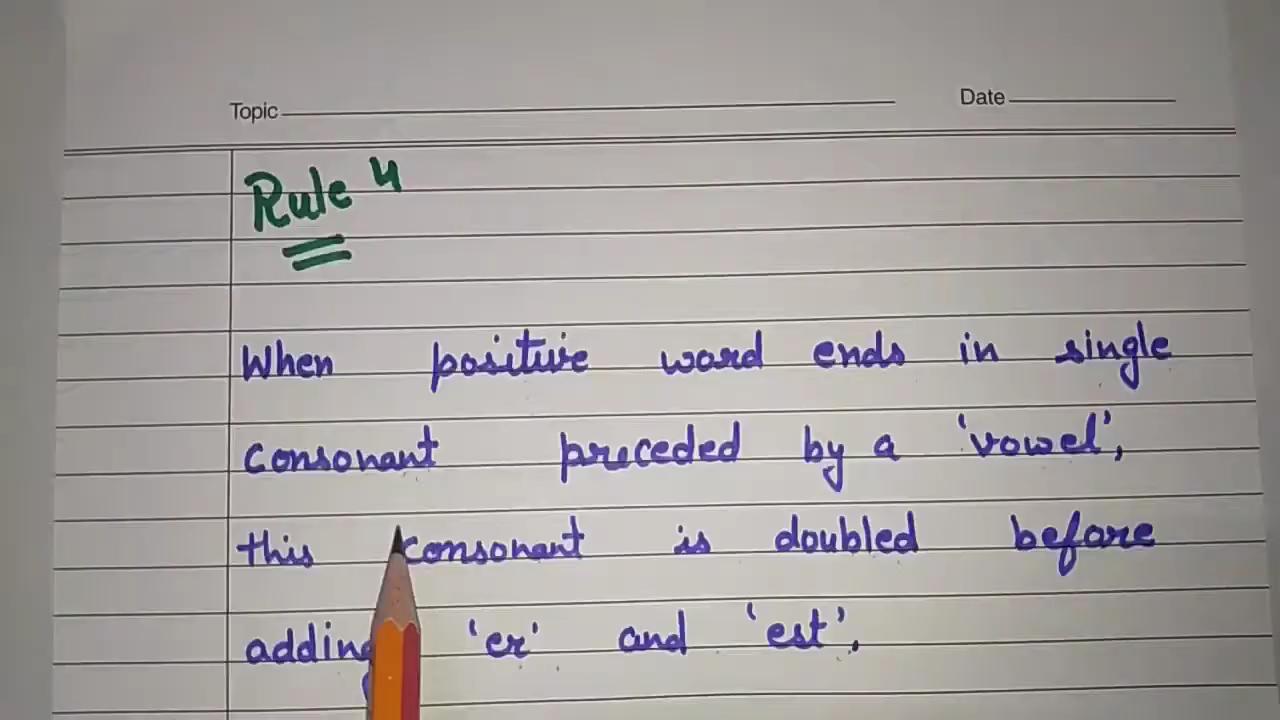 Topic
Date
Rule 4
When positive word ends in single
consonant preceded by a 'vowel',
this consonant is doubled before
adding 'er' and 'est'.